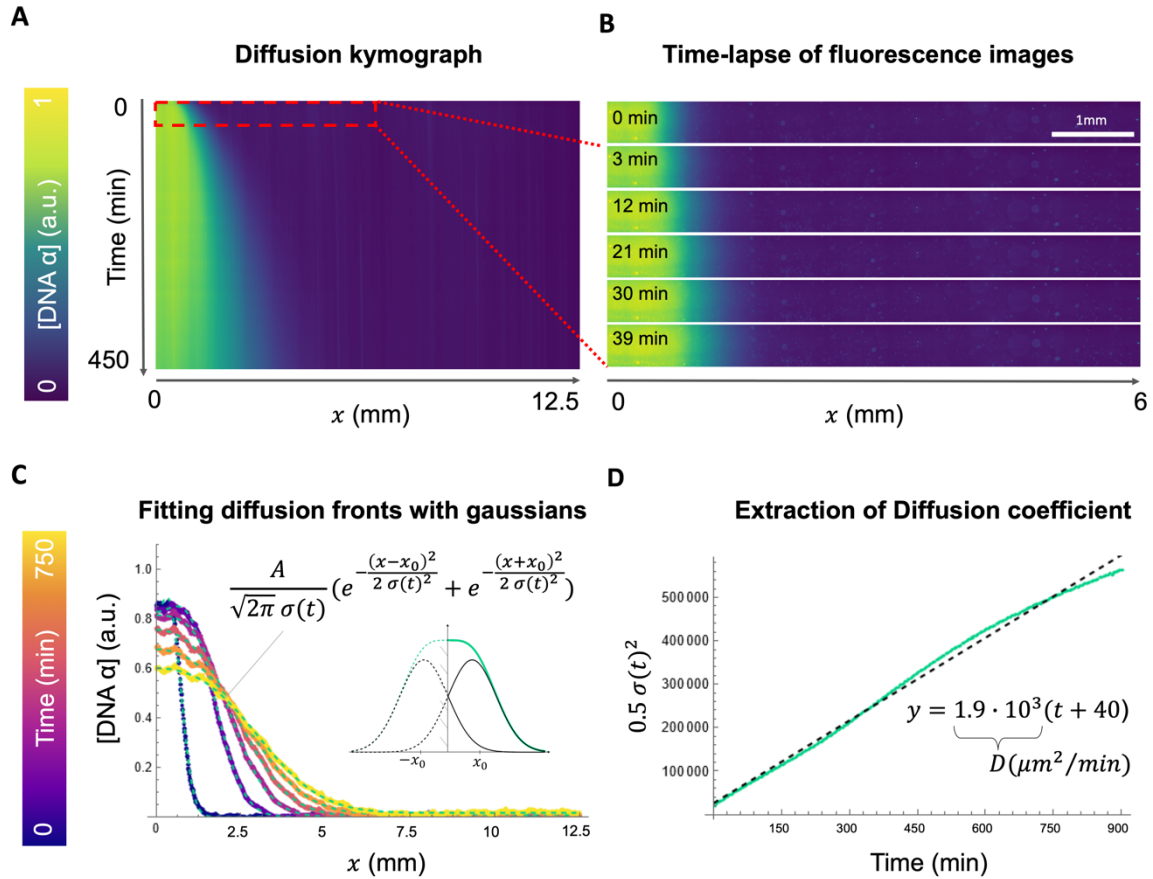 A
Diffusion kymograph
1
[DNA α] (a.u.)
0
0
Time (min)
450
0
12.5
x (mm)
B
Time-lapse of fluorescence images
0 min
1mm
3 min
12 min
21 min
30 min
39 min
0
6
x (mm)
C
Fitting diffusion fronts with gaussians
750
Time (min)
0
[DNA α] (a.u.)
1.0
0.8
0.6
0.4
0.2
A/(√2π σ(t)) (e^(-(x−x₀)²/(2 σ(t)²)) + e^(-(x+x₀)²/(2 σ(t)²)))
−x₀
x₀
0
2.5
5
7.5
10
12.5
x (mm)
D
Extraction of Diffusion coefficient
0.5 σ(t)²
500 000
400 000
300 000
200 000
100 000
y = 1.9 · 10³(t + 40)
D(μm²/min)
150
300
450
600
750
900
Time (min)